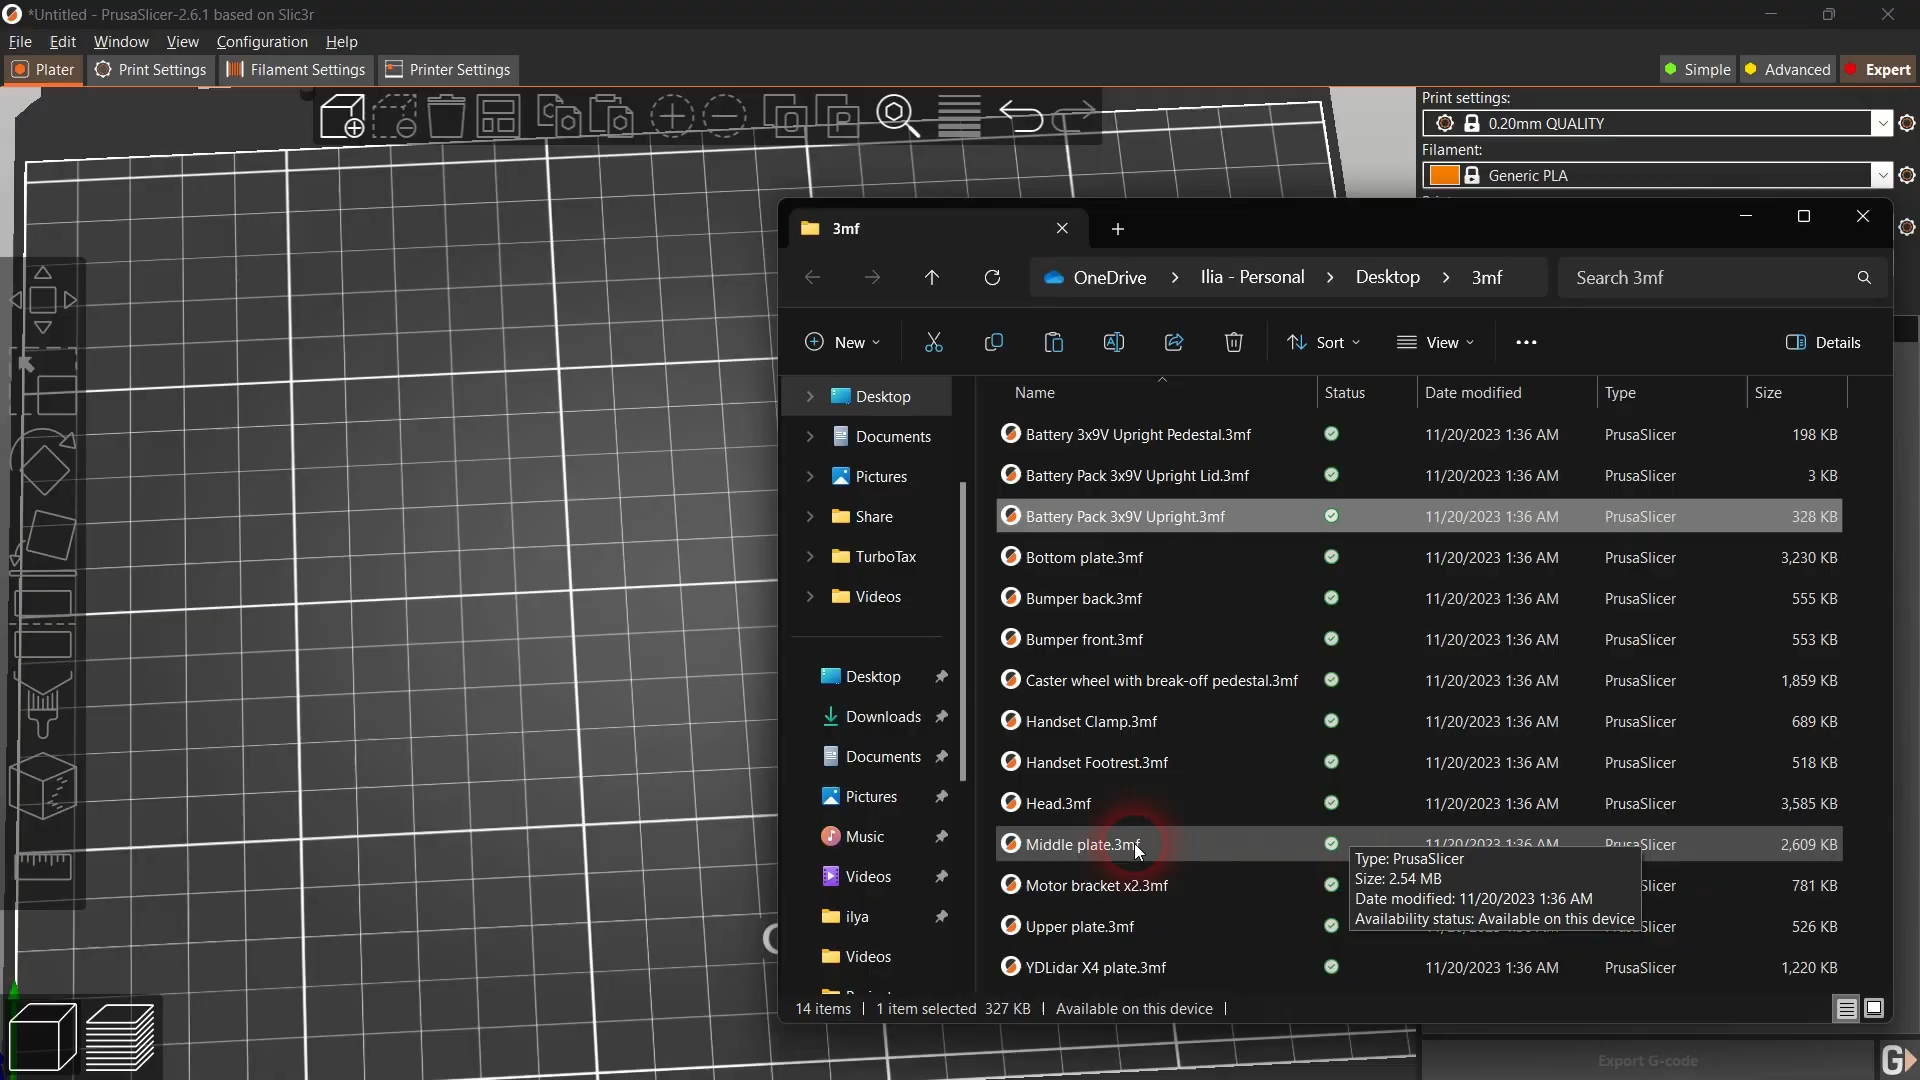 *Untitled - PrusaSlicer-2.6.1 based on Slic3r
File Edit Window View Configuration Help
Plater Print Settings Filament Settings Printer Settings Simple Advanced Expert
Print settings:
0.20mm QUALITY
Filament:
Generic PLA
3mf
OneDrive > Ilia - Personal > Desktop > 3mf Search 3mf
New Sort View ••• Details
Name Status Date modified Type Size
Desktop
Documents
Pictures
Share
TurboTax
Videos
Desktop
Downloads
Documents
Pictures
Music
Videos
ilya
Videos
Battery 3x9V Upright Pedestal.3mf 11/20/2023 1:36 AM PrusaSlicer 198 KB
Battery Pack 3x9V Upright Lid.3mf 11/20/2023 1:36 AM PrusaSlicer 3 KB
Battery Pack 3x9V Upright.3mf 11/20/2023 1:36 AM PrusaSlicer 328 KB
Bottom plate.3mf 11/20/2023 1:36 AM PrusaSlicer 3,230 KB
Bumper back.3mf 11/20/2023 1:36 AM PrusaSlicer 555 KB
Bumper front.3mf 11/20/2023 1:36 AM PrusaSlicer 553 KB
Caster wheel with break-off pedestal.3mf 11/20/2023 1:36 AM PrusaSlicer 1,859 KB
Handset Clamp.3mf 11/20/2023 1:36 AM PrusaSlicer 689 KB
Handset Footrest.3mf 11/20/2023 1:36 AM PrusaSlicer 518 KB
Head.3mf 11/20/2023 1:36 AM PrusaSlicer 3,585 KB
Middle plate.3mf 11/20/2023 1:36 AM PrusaSlicer 2,609 KB
Type: PrusaSlicer
Size: 2.54 MB
Date modified: 11/20/2023 1:36 AM
Availability status: Available on this device
Motor bracket x2.3mf Slicer 781 KB
Upper plate.3mf Slicer 526 KB
YDLidar X4 plate.3mf 11/20/2023 1:36 AM PrusaSlicer 1,220 KB
14 items 1 item selected 327 KB Available on this device
Export G-code
G